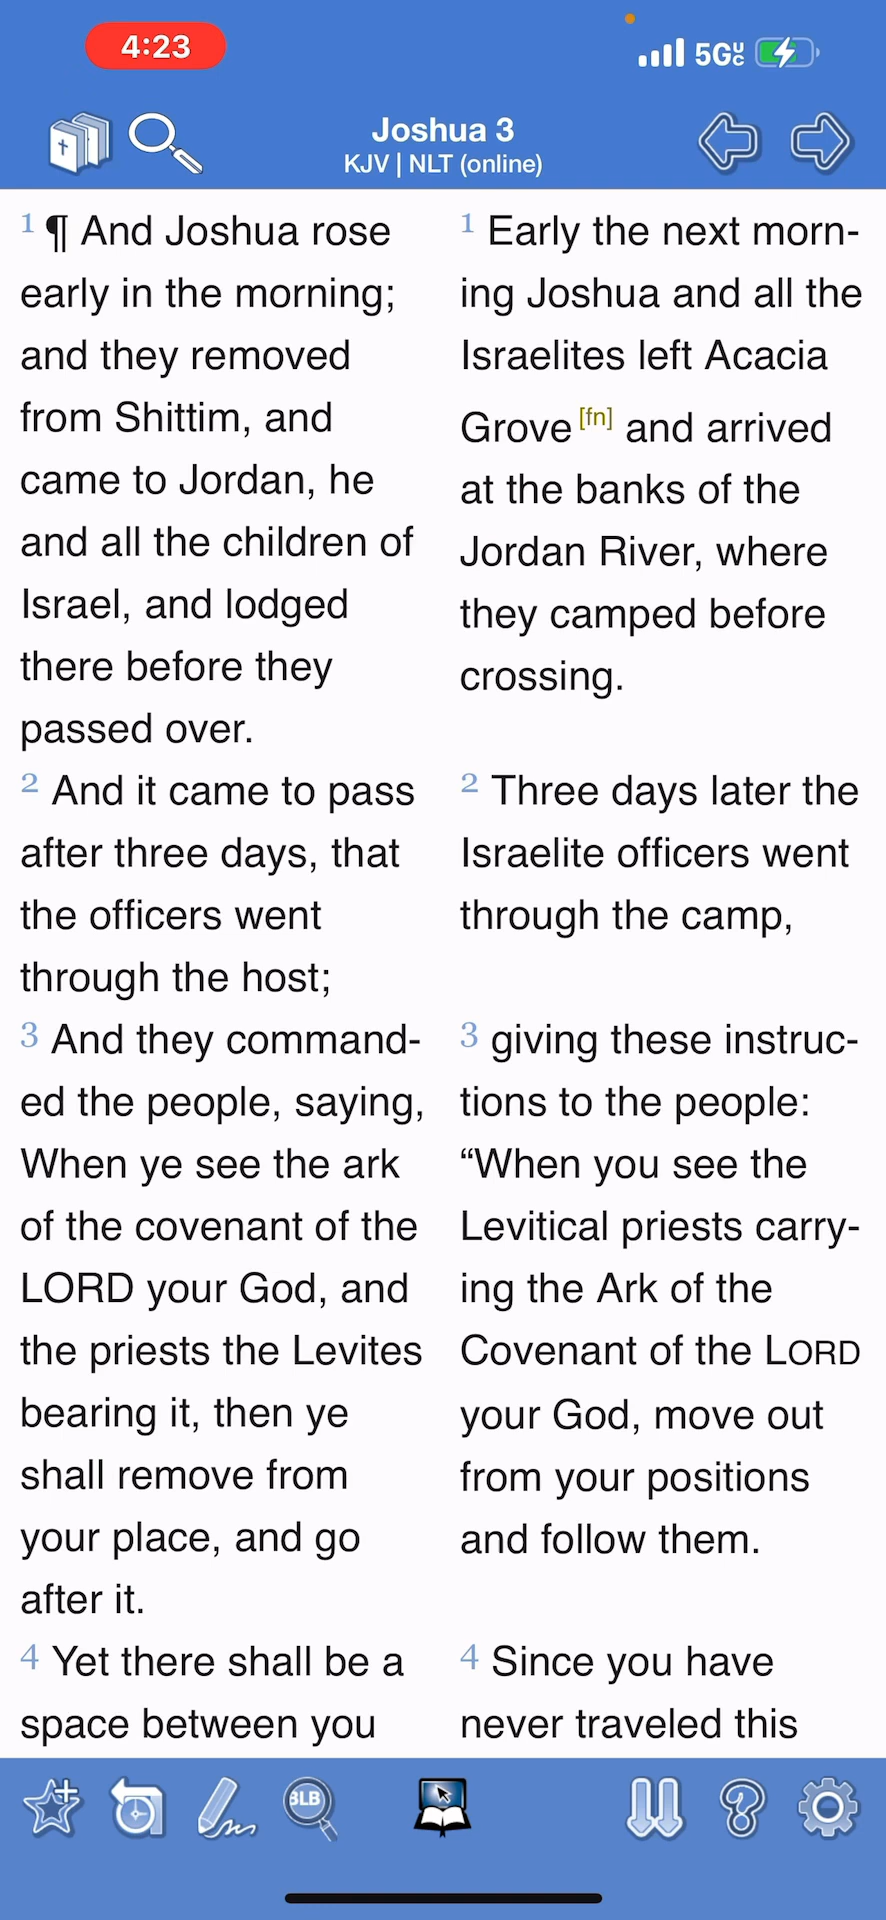 4:23
5GUC
Joshua 3
KJV | NLT (online)
1 ¶ And Joshua rose
early in the morning;
and they removed
from Shittim, and
came to Jordan, he
and all the children of
Israel, and lodged
there before they
passed over.
2 And it came to pass
after three days, that
the officers went
through the host;
3 And they command-
ed the people, saying,
When ye see the ark
of the covenant of the
LORD your God, and
the priests the Levites
bearing it, then ye
shall remove from
your place, and go
after it.
4 Yet there shall be a
space between you
1 Early the next morn-
ing Joshua and all the
Israelites left Acacia
Grove [fn] and arrived
at the banks of the
Jordan River, where
they camped before
crossing.
2 Three days later the
Israelite officers went
through the camp,
3 giving these instruc-
tions to the people:
“When you see the
Levitical priests carry-
ing the Ark of the
Covenant of the LORD
your God, move out
from your positions
and follow them.
4 Since you have
never traveled this
BLB